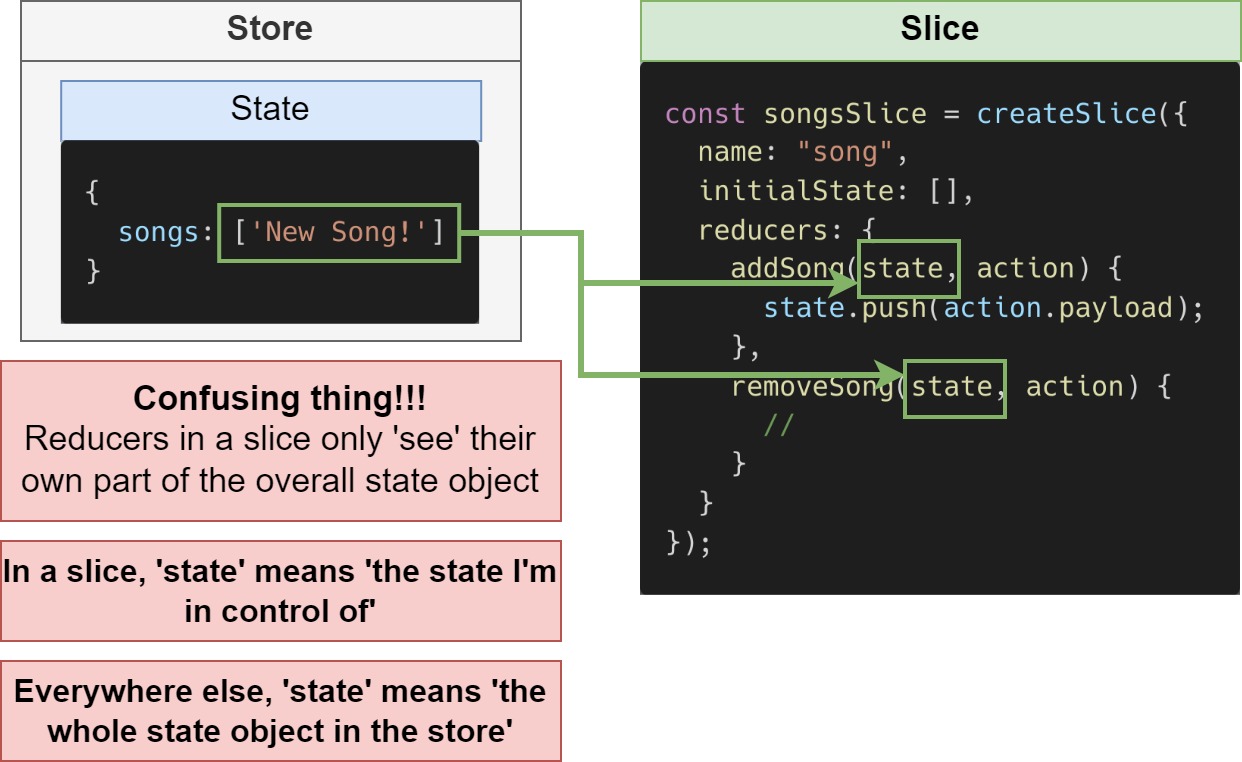 Store
State
{
songs: ['New Song!']
}
Confusing thing!!!
Reducers in a slice only 'see' their
own part of the overall state object
In a slice, 'state' means 'the state I'm
in control of'
Everywhere else, 'state' means 'the
whole state object in the store'
Slice
const songsSlice = createSlice({
name: "song",
initialState: [],
reducers: {
addSong(state, action) {
state.push(action.payload);
},
removeSong(state, action) {
//
}
}
});